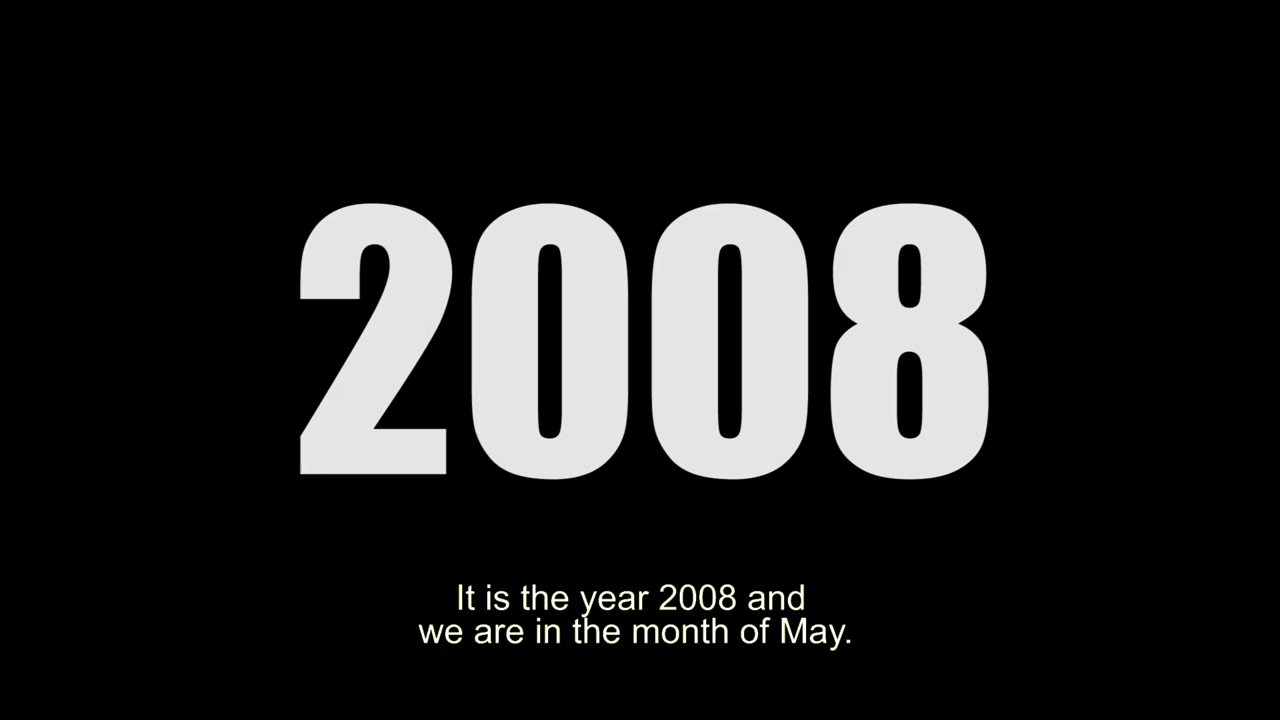 2008
It is the year 2008 and
we are in the month of May.